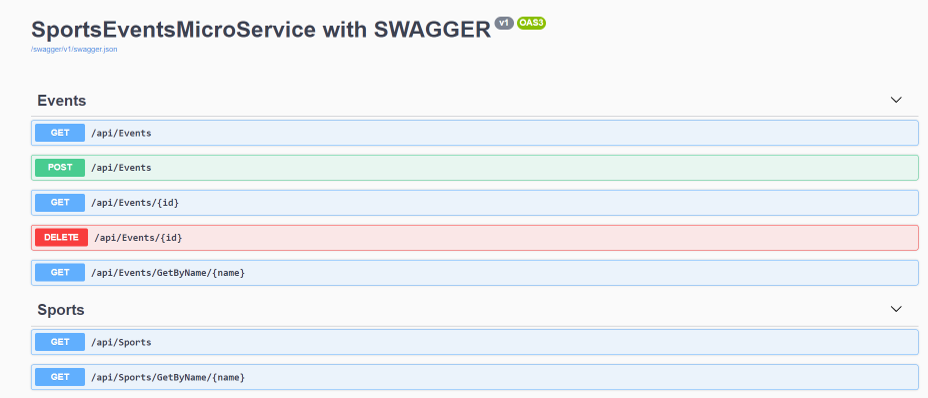 SportsEventsMicroService with SWAGGER v1 OAS3
/swagger/v1/swagger.json
Events
GET /api/Events
POST /api/Events
GET /api/Events/{id}
DELETE /api/Events/{id}
GET /api/Events/GetByName/{name}
Sports
GET /api/Sports
GET /api/Sports/GetByName/{name}